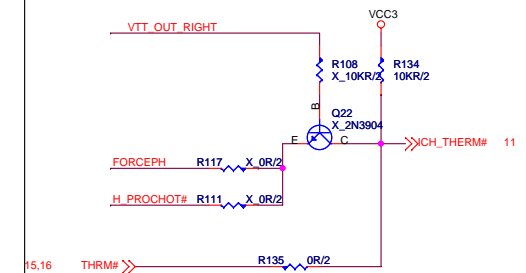 VCC3
VTT_OUT_RIGHT
R108
X_10KR/2
R134
10KR/2
B
Q22
X_2N3904
E
C
ICH_THERM# 11
FORCEPH
R117
X_0R/2
H_PROCHOT#
R111
X_0R/2
R135
0R/2
15,16
THRM#